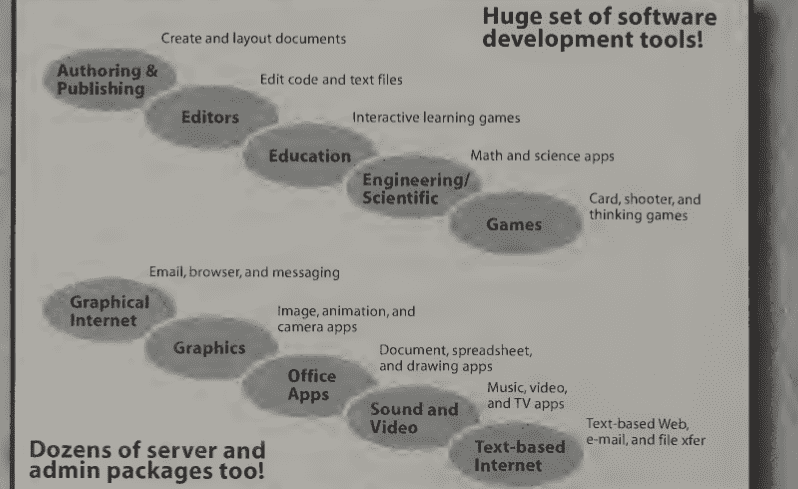 Huge set of software
development tools!
Create and layout documents
Authoring &
Publishing
Edit code and text files
Editors
Interactive learning games
Education
Math and science apps
Engineering/
Scientific
Card, shooter, and
thinking games
Games
Email, browser, and messaging
Graphical
Internet
Image, animation, and
camera apps
Graphics
Document, spreadsheet,
and drawing apps
Office
Apps
Music, video,
and TV apps
Sound and
Video
Text-based Web,
e-mail, and file xfer
Text-based
Internet
Dozens of server and
admin packages too!